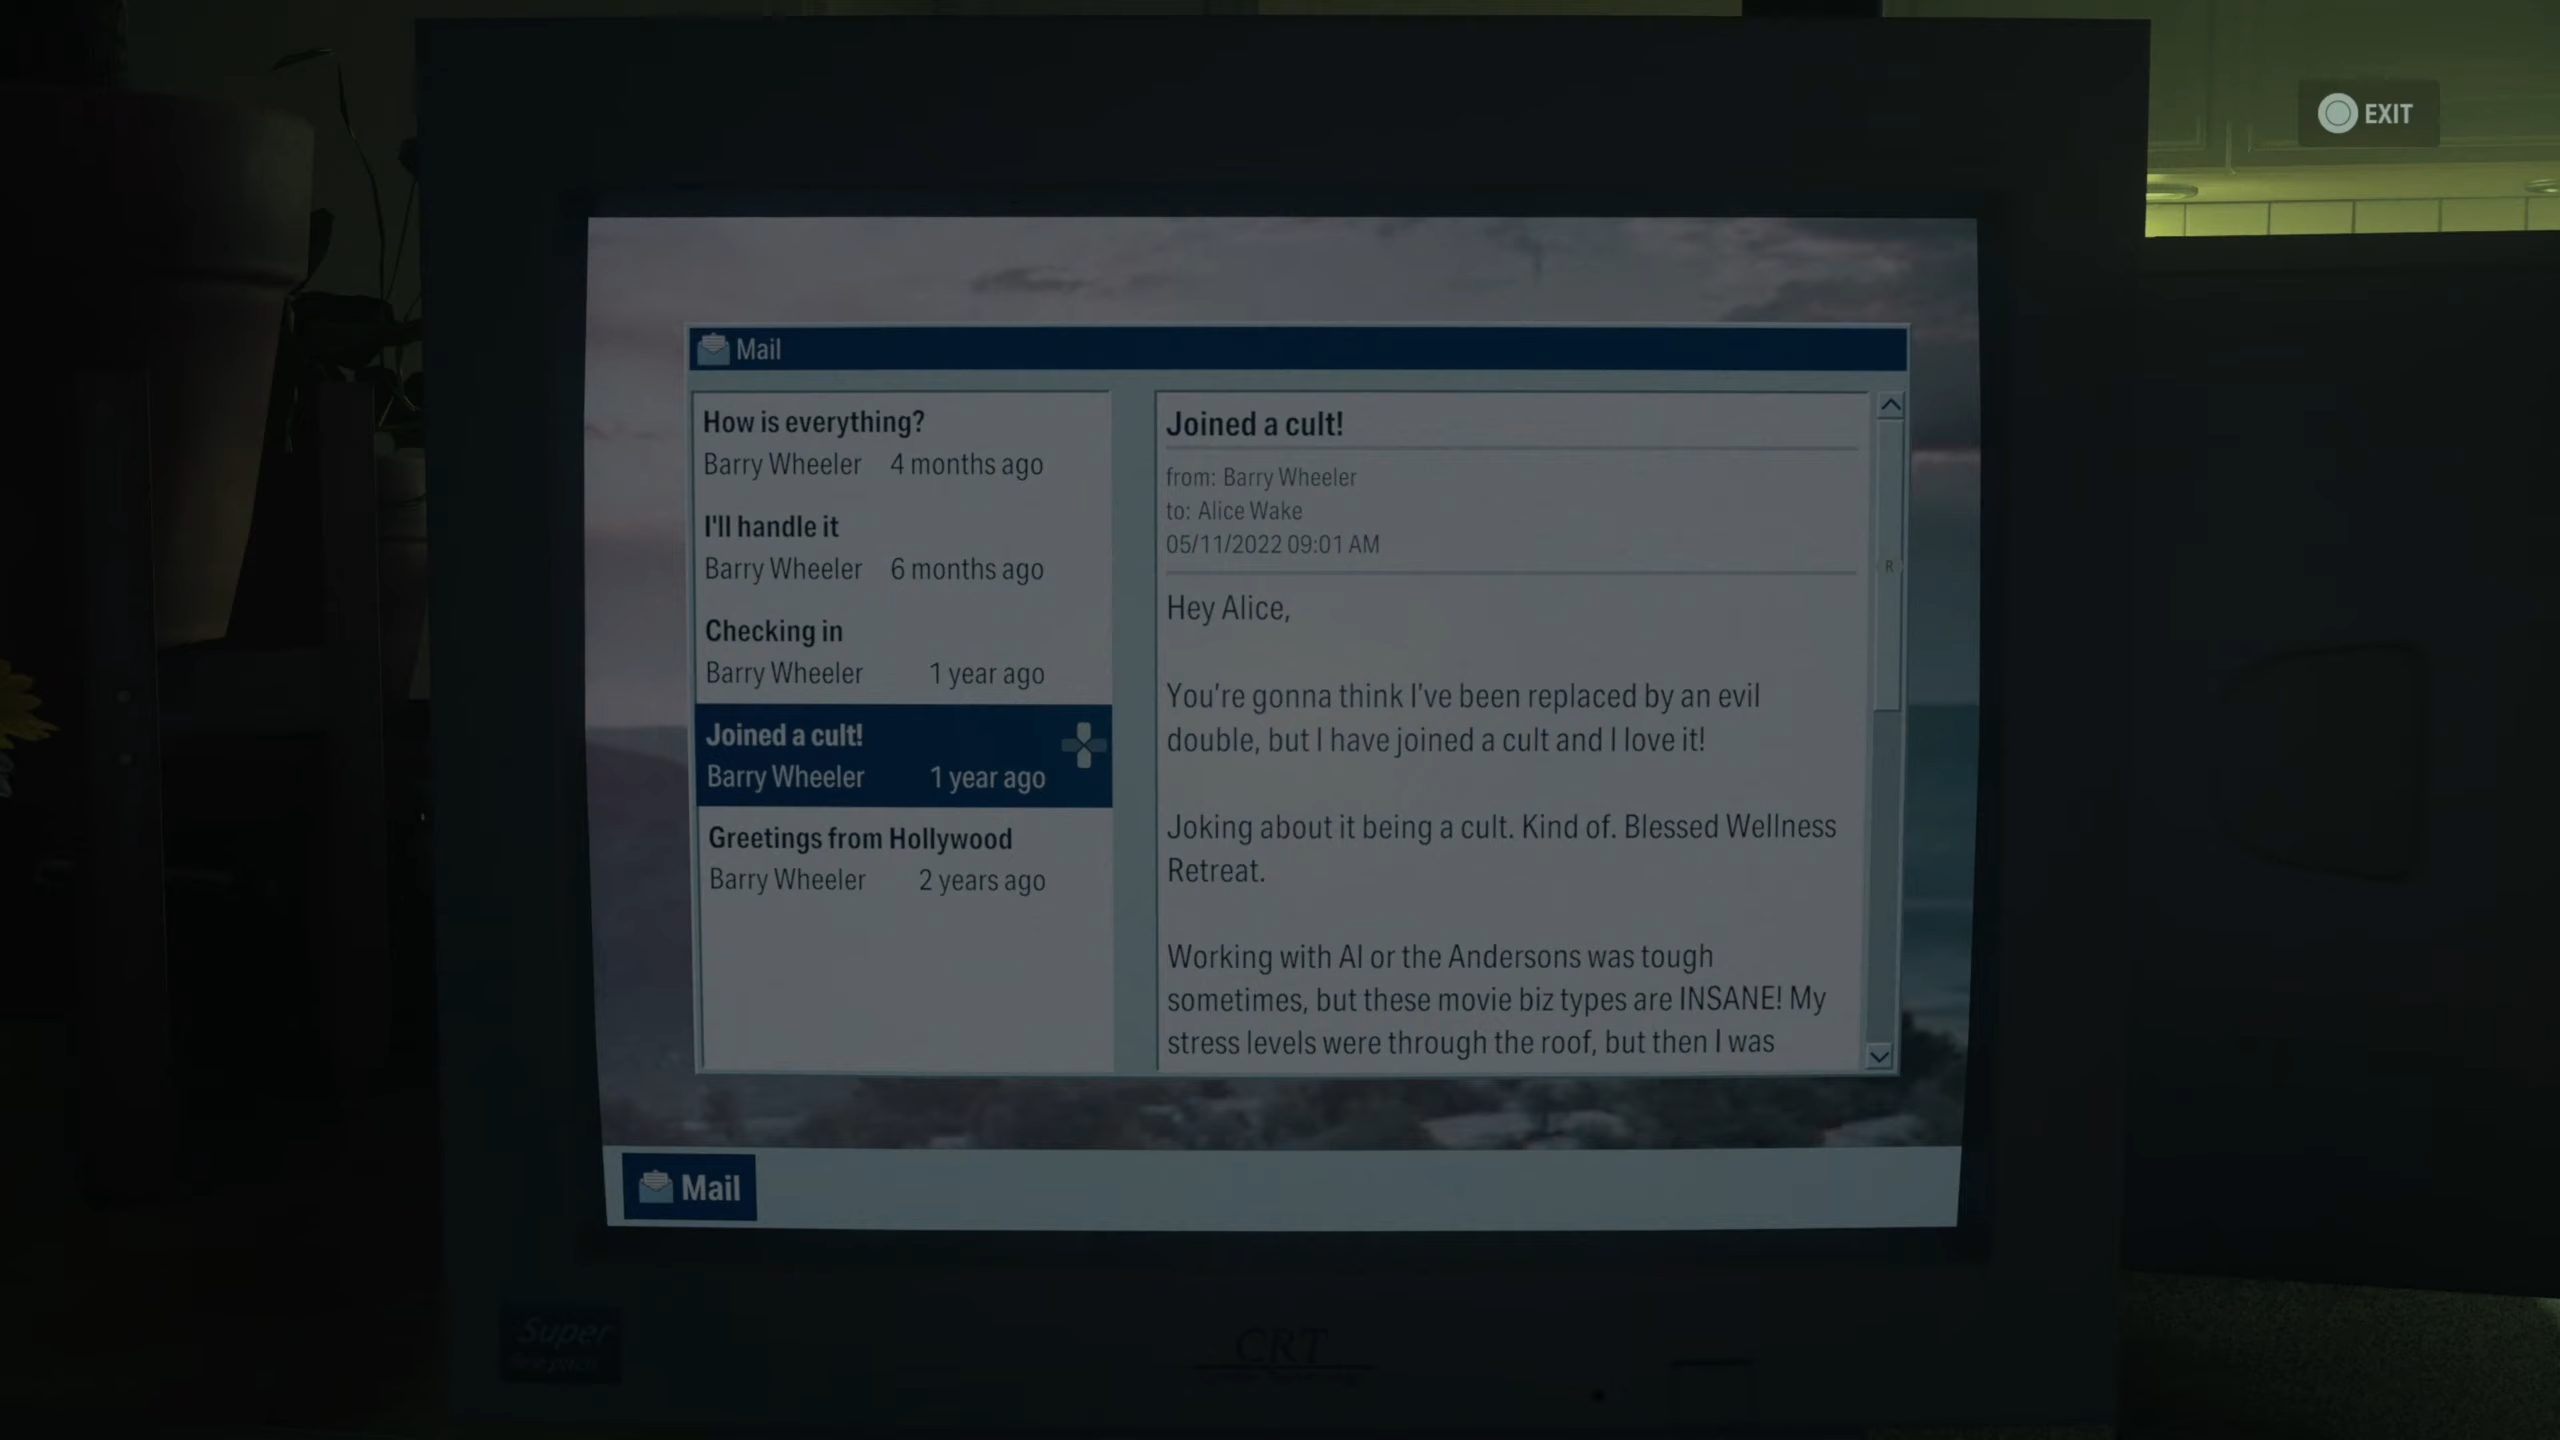 EXIT
Mail
How is everything?
Barry Wheeler 4 months ago
I'll handle it
Barry Wheeler 6 months ago
Checking in
Barry Wheeler 1 year ago
Joined a cult!
Barry Wheeler 1 year ago
Greetings from Hollywood
Barry Wheeler 2 years ago
Joined a cult!
from: Barry Wheeler
to: Alice Wake
05/11/2022 09:01 AM
Hey Alice,
You're gonna think I've been replaced by an evil
double, but I have joined a cult and I love it!
Joking about it being a cult. Kind of. Blessed Wellness
Retreat.
Working with Al or the Andersons was tough
sometimes, but these movie biz types are INSANE! My
stress levels were through the roof, but then I was
R
Mail
Super
CRT